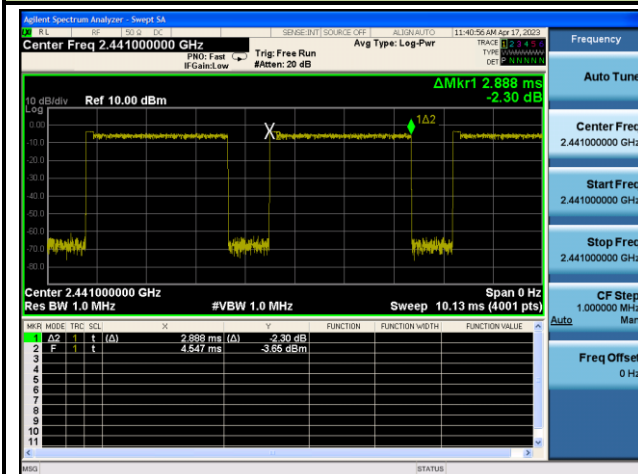 Agilent Spectrum Analyzer - Swept SA
RL RF 50 Ω DC SENSE:INT SOURCE OFF ALIGN AUTO 11:40:56 AM Apr 17, 2023
Center Freq 2.441000000 GHz
PNO: Fast
IFGain:Low
Trig: Free Run
#Atten: 20 dB
Avg Type: Log-Pwr
TRACE 1 2 3 4 5 6
TYPE
DET P N N N N N
ΔMkr1 2.888 ms
-2.30 dB
10 dB/div Ref 10.00 dBm
Log
0.00
-10.0
-20.0
-30.0
-40.0
-50.0
-60.0
-70.0
-80.0
X
1Δ2
Center 2.441000000 GHz Span 0 Hz
Res BW 1.0 MHz #VBW 1.0 MHz Sweep 10.13 ms (4001 pts)
MKR MODE TRC SCL X Y FUNCTION FUNCTION WIDTH FUNCTION VALUE
1 Δ2 1 t (Δ) 2.888 ms (Δ) -2.30 dB
2 F 1 t 4.547 ms -3.65 dBm
3
4
5
6
7
8
9
10
11
MSG STATUS
Frequency
Auto Tune
Center Freq
2.441000000 GHz
Start Freq
2.441000000 GHz
Stop Freq
2.441000000 GHz
CF Step
1.000000 MHz
Auto Man
Freq Offset
0 Hz